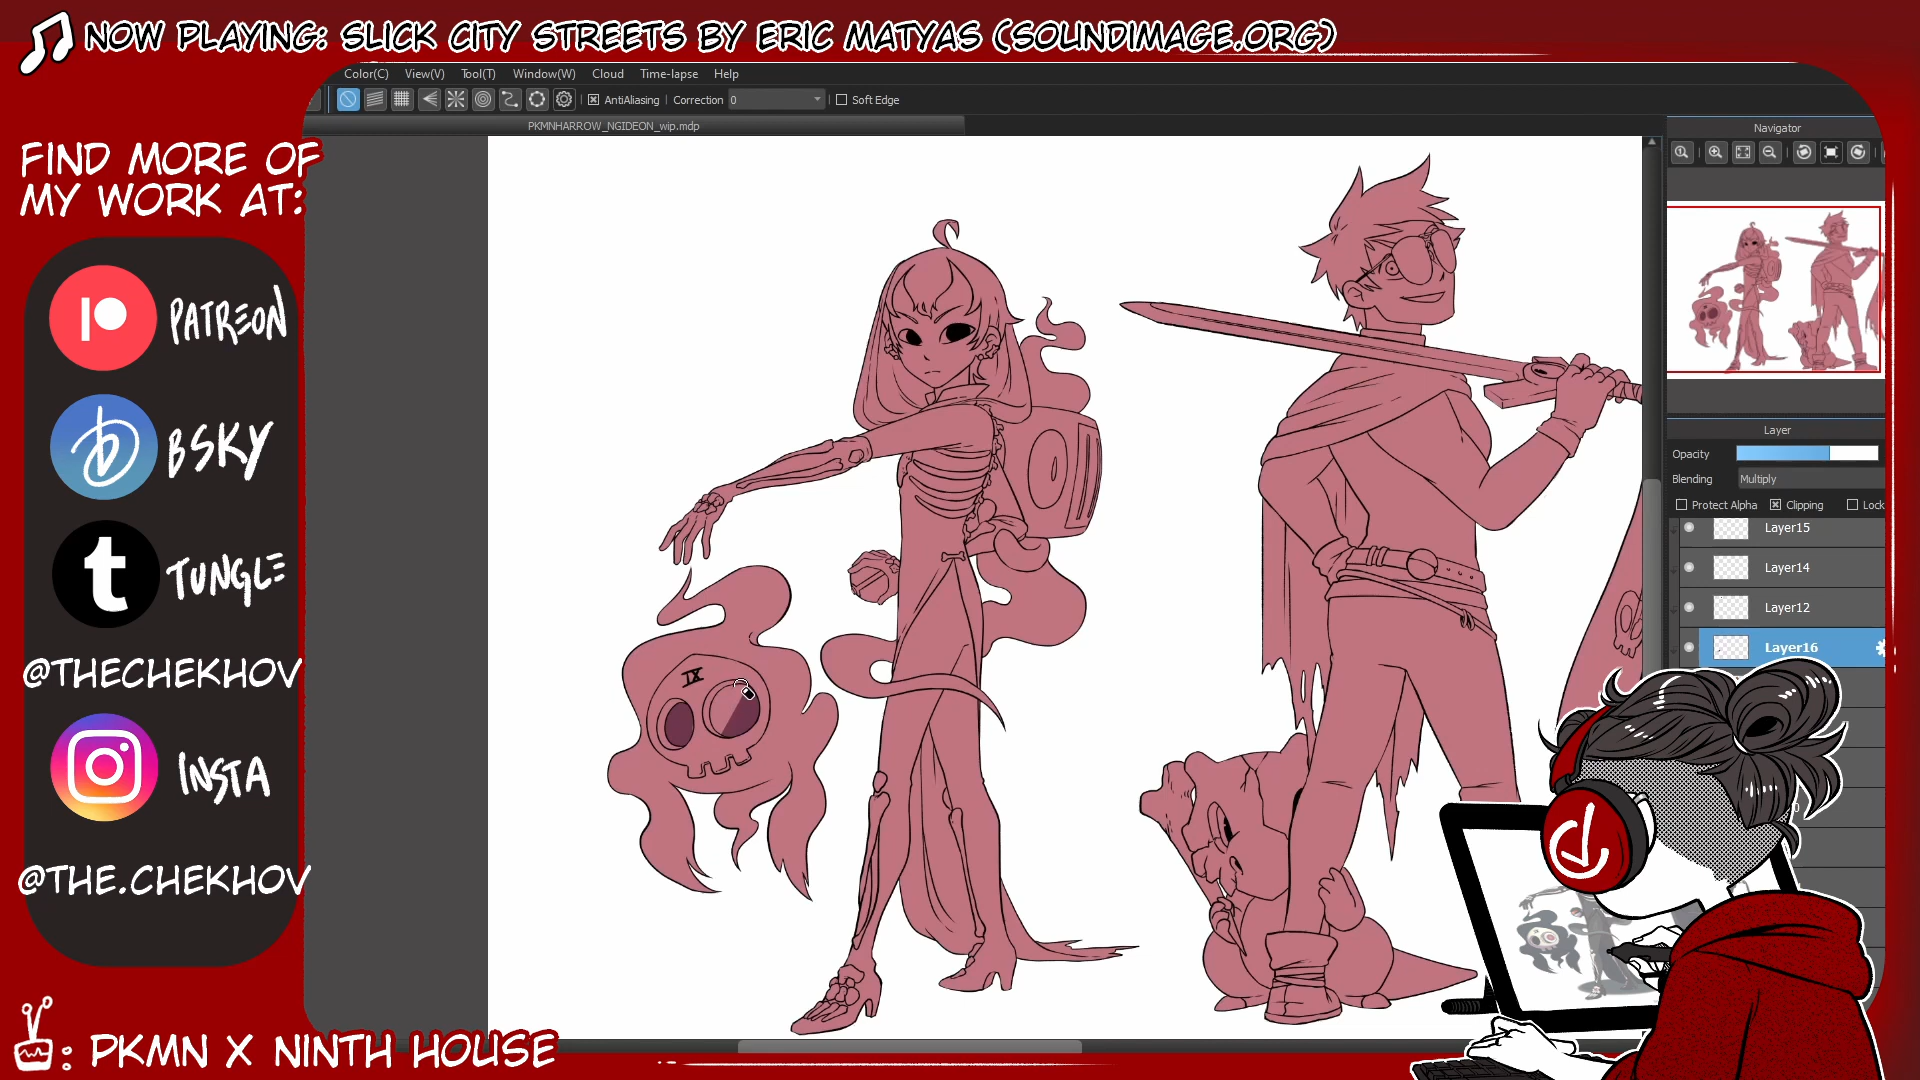 NOW PLAYING: SLICK CITY STREETS BY ERIC MATYAS (SOUNDIMAGE.ORG)
Color(C) View(V) Tool(T) Window(W) Cloud Time-lapse Help
AntiAliasing Correction 0 Soft Edge
PKMNHARROW_NGIDEON_wip.mdp
Navigator
FIND MORE OF
MY WORK AT:
PATREON
BSKY
TUNGLE
@THECHEKHOV
INSTA
@THE.CHEKHOV
IX
Layer
Opacity
Blending Multiply
Protect Alpha Clipping Lock
Layer15
Layer14
Layer12
Layer16
: PKMN X NINTH HOUSE